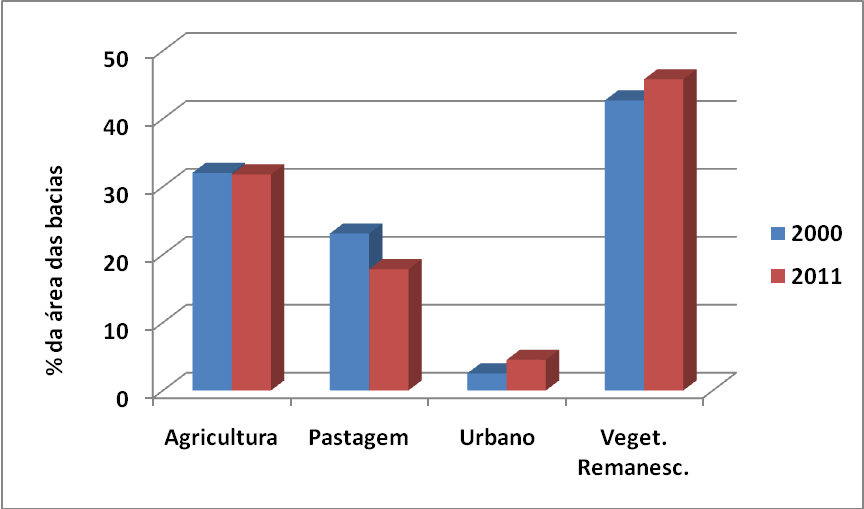 % da área das bacias
50
40
30
20
10
0
Agricultura
Pastagem
Urbano
Veget.
Remanesc.
2000
2011